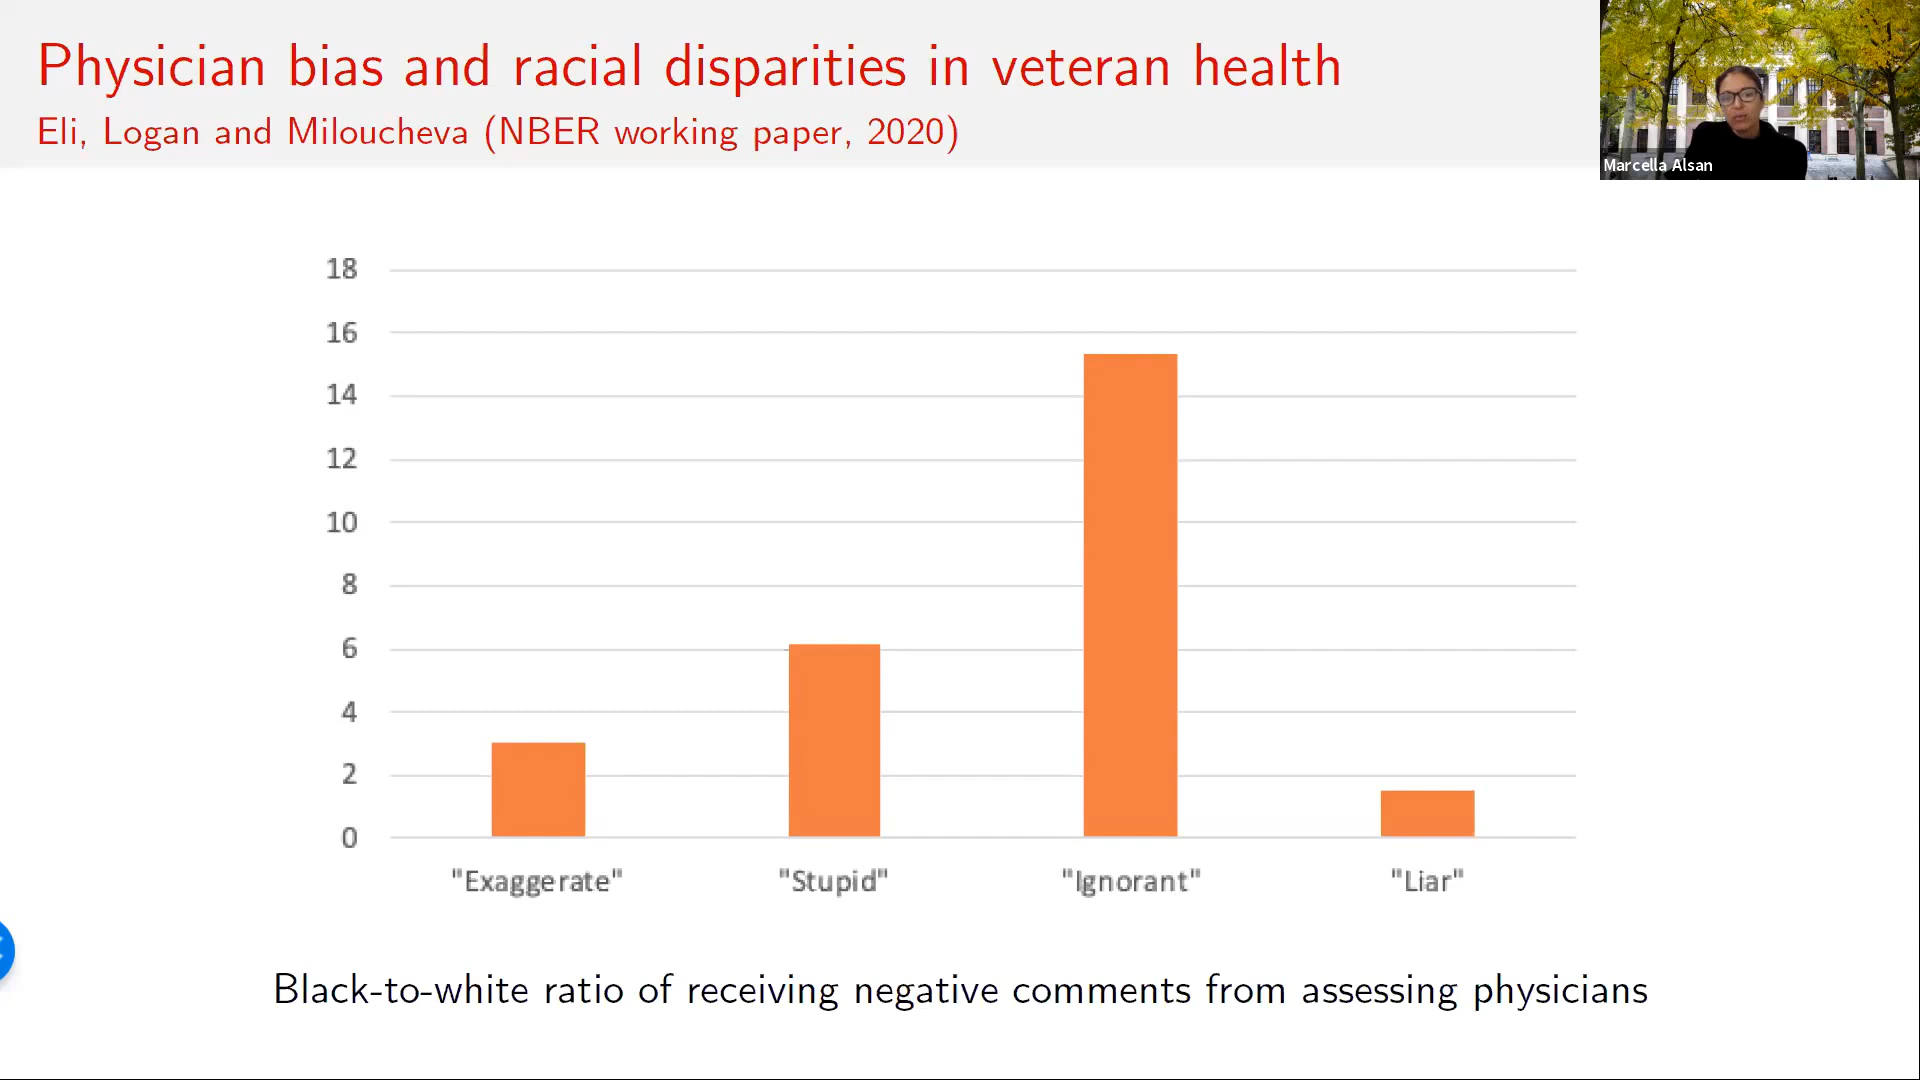 Physician bias and racial disparities in veteran health
Eli, Logan and Miloucheva (NBER working paper, 2020)
Marcella Alsan
18
16
14
12
10
8
6
4
2
0
"Exaggerate" "Stupid" "Ignorant" "Liar"
Black-to-white ratio of receiving negative comments from assessing physicians